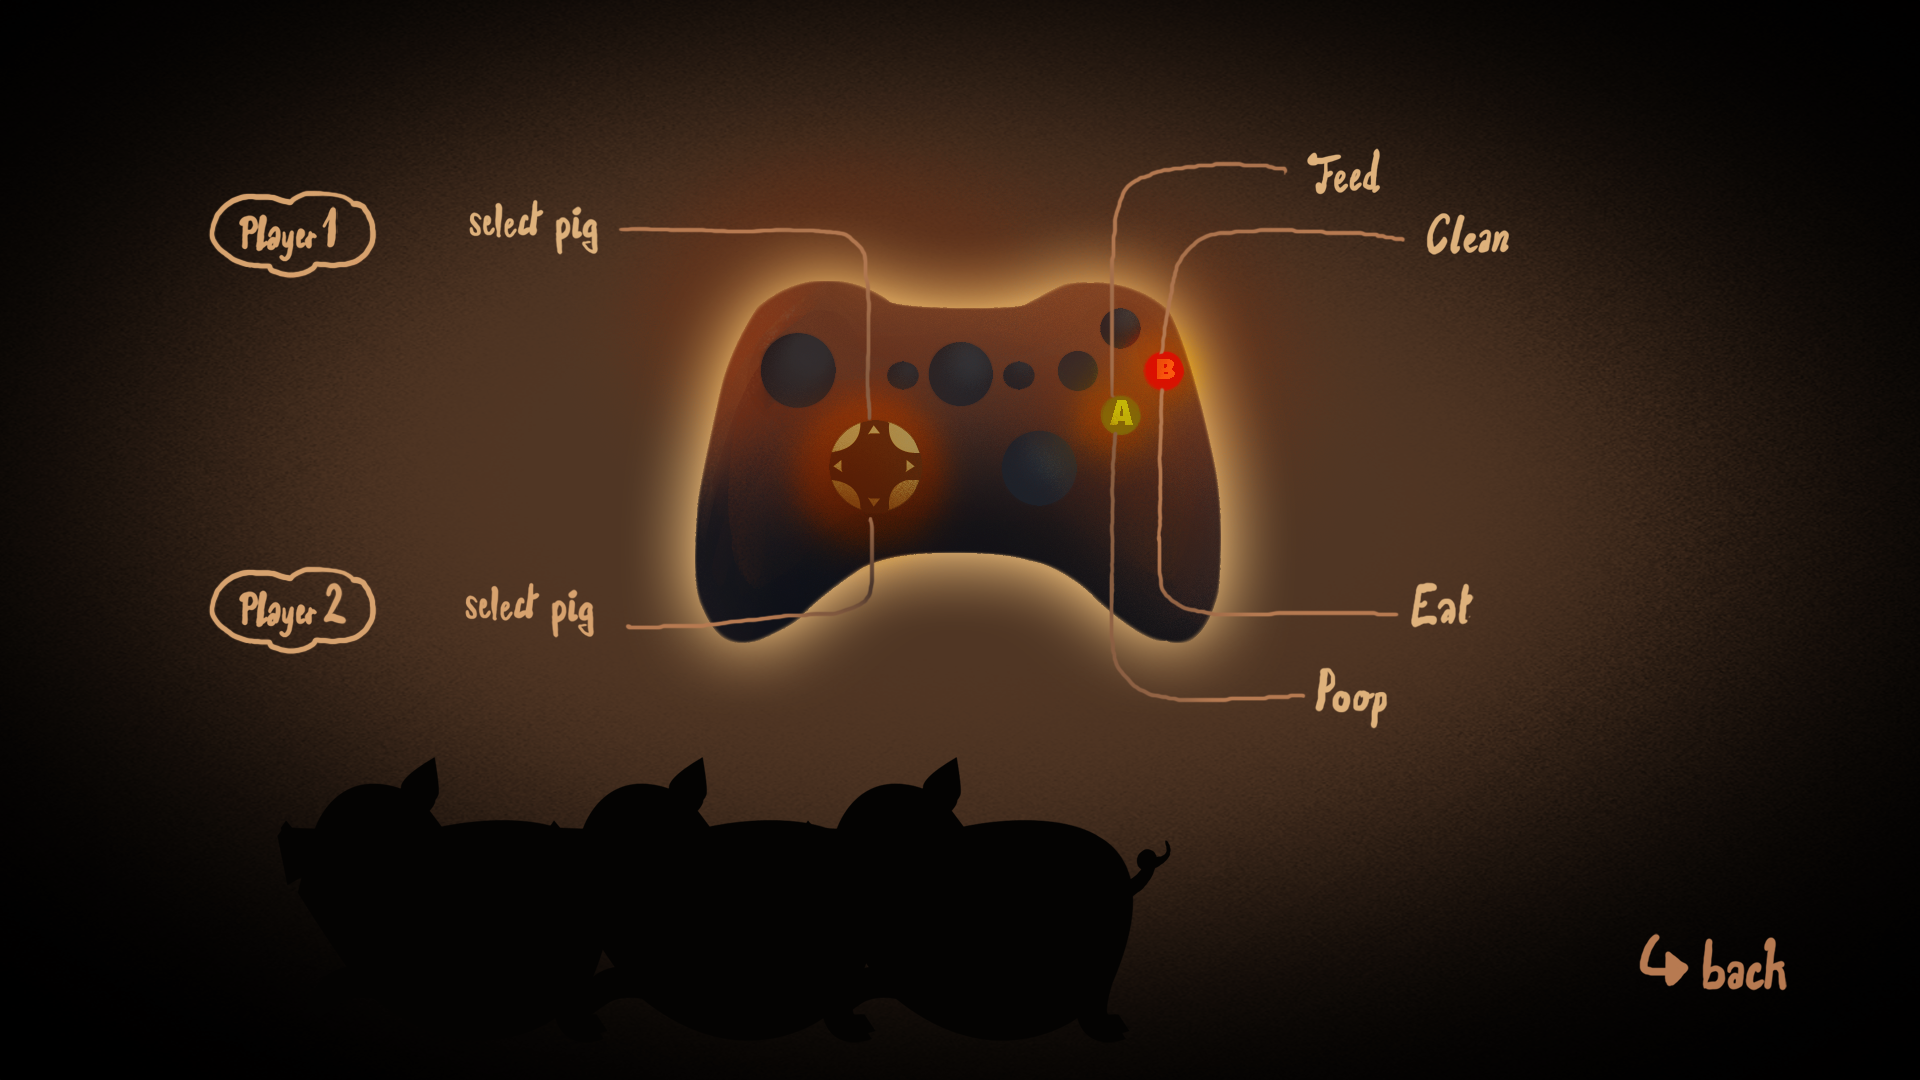 Player 1
select pig
Feed
Clean
B
A
Player 2
select pig
Eat
Poop
back